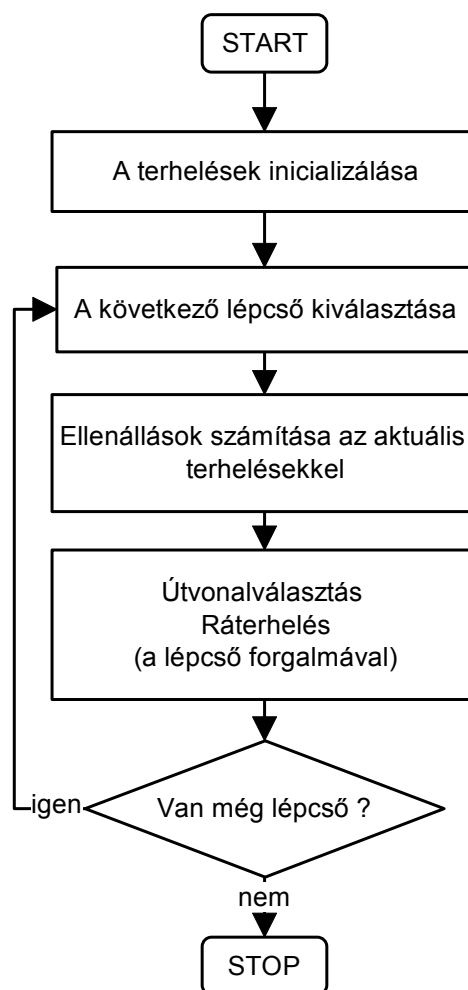 START
A terhelések inicializálása
A következő lépcső kiválasztása
Ellenállások számítása az aktuális
terhelésekkel
Útvonalválasztás
Ráterhelés
(a lépcső forgalmával)
igen
Van még lépcső ?
nem
STOP